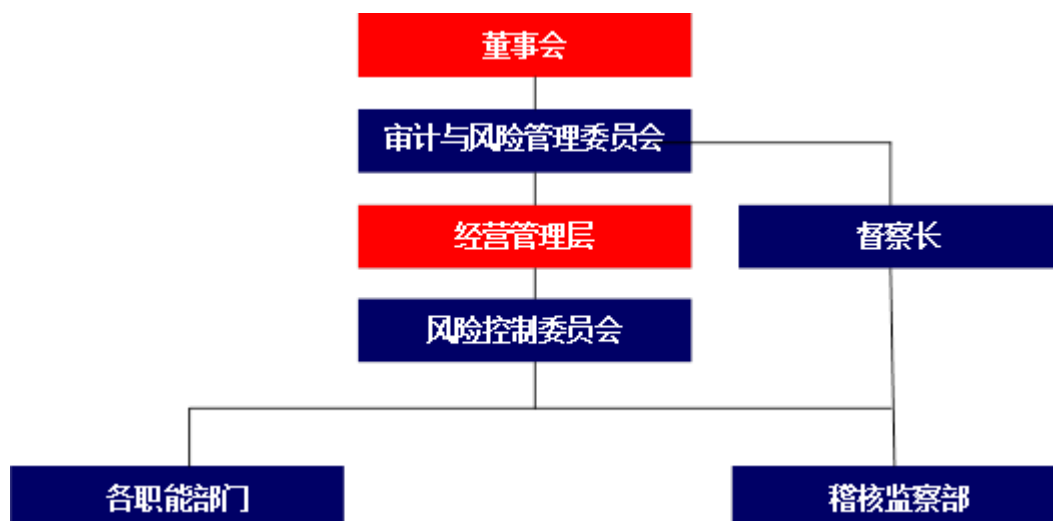 董事会
审计与风险管理委员会
经营管理层
督察长
风险控制委员会
各职能部门
稽核监察部